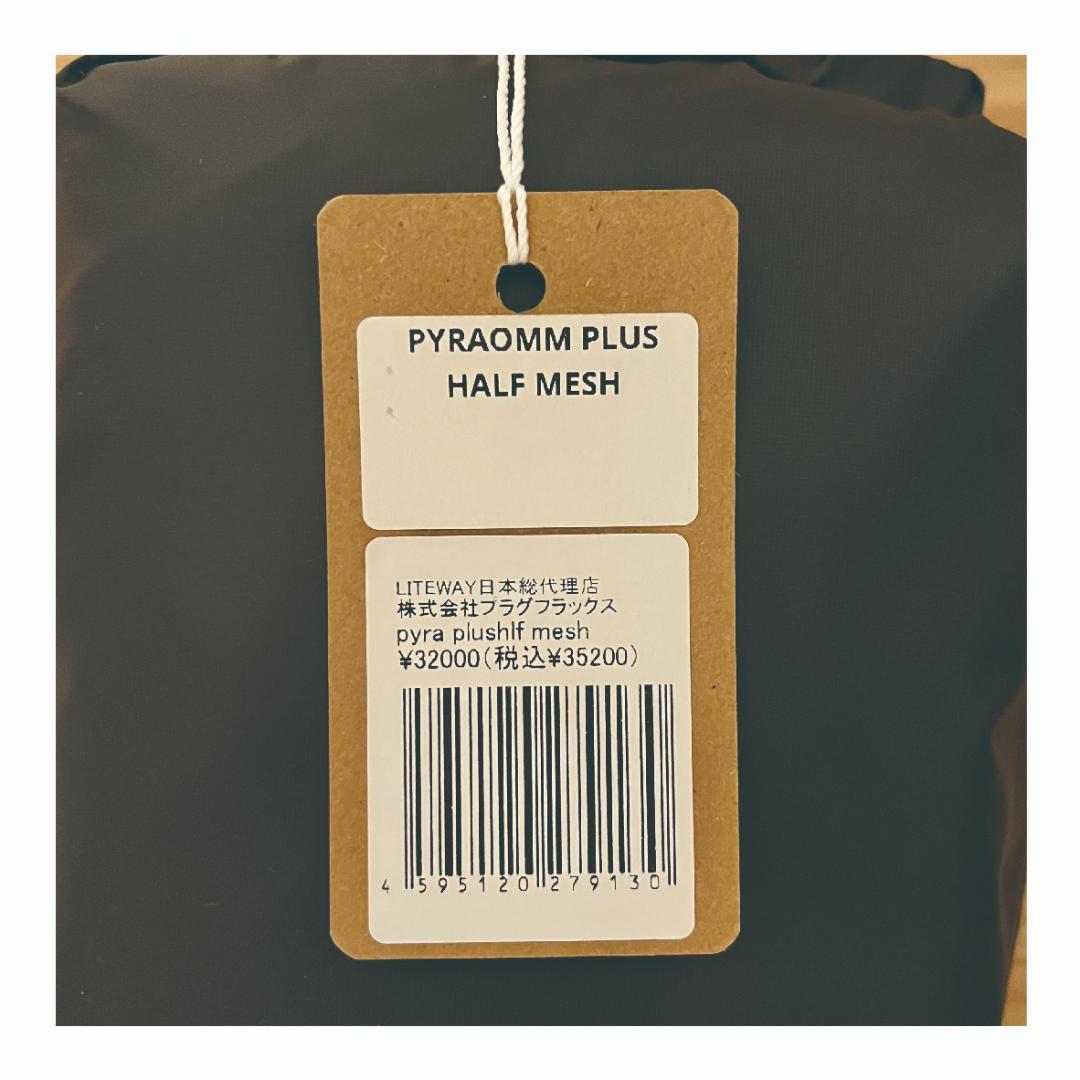 PYRAOMM PLUS
HALF MESH
LITEWAY日本総代理店
株式会社プラグフラックス
pyra plushlf mesh
¥32000(税込¥35200)
4 595120 279130